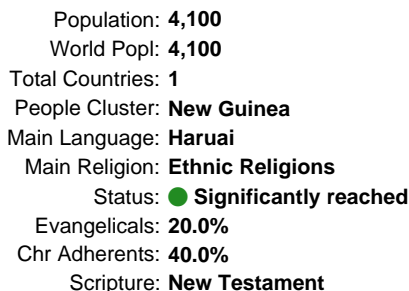 Population: 4,100
World Popl: 4,100
Total Countries: 1
People Cluster: New Guinea
Main Language: Haruai
Main Religion: Ethnic Religions
Status: Significantly reached
Evangelicals: 20.0%
Chr Adherents: 40.0%
Scripture: New Testament